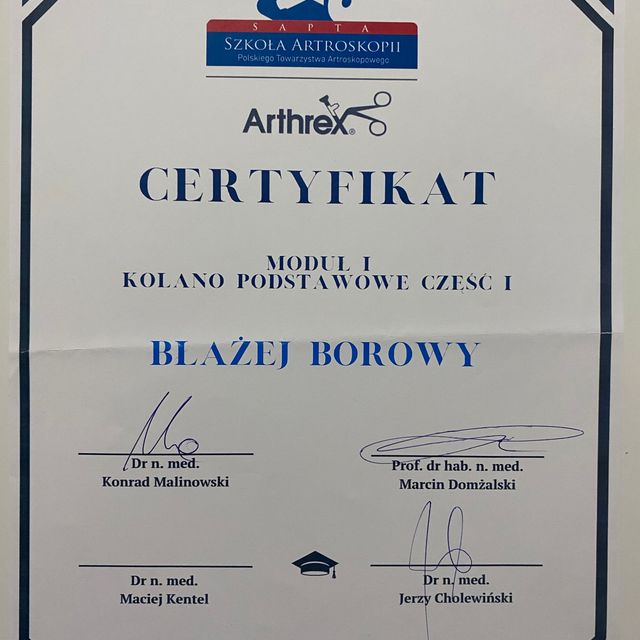 SAPTA
SZKOŁA ARTROSKOPII
Polskiego Towarzystwa Artroskopowego
Arthrex®
CERTYFIKAT
MODUŁ I
KOLANO PODSTAWOWE CZĘŚĆ I
BŁAŻEJ BOROWY
Dr n. med.
Konrad Malinowski
Prof. dr hab. n. med.
Marcin Domżalski
Dr n. med.
Maciej Kentel
Dr n. med.
Jerzy Cholewiński